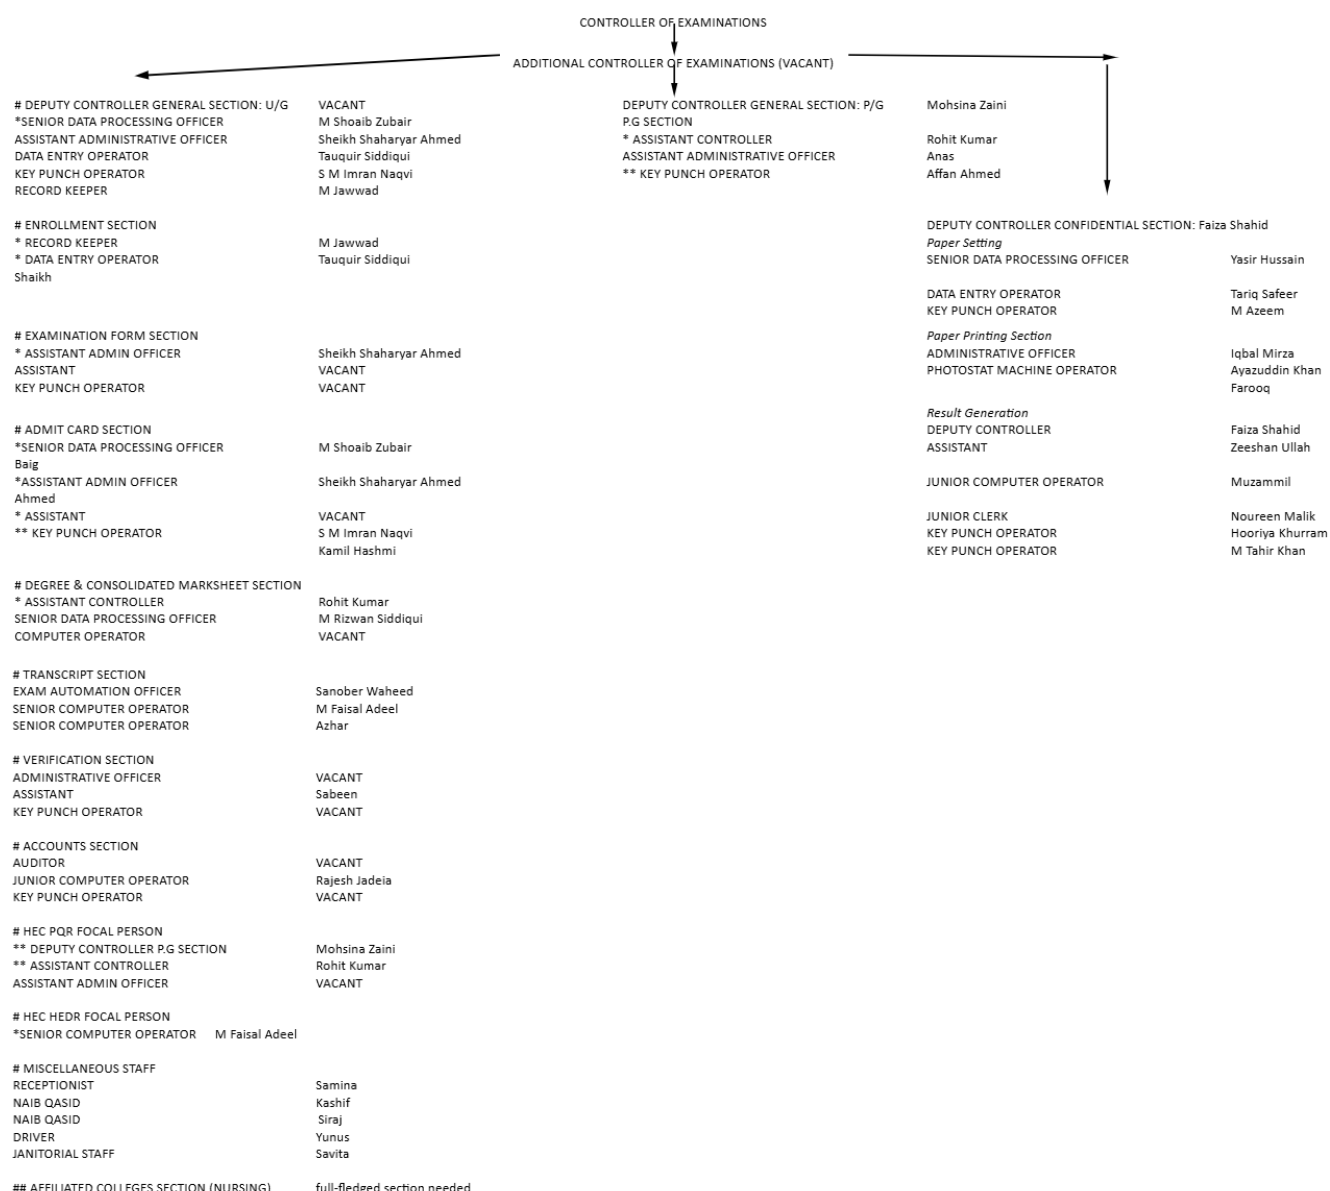 CONTROLLER OF EXAMINATIONS
ADDITIONAL CONTROLLER OF EXAMINATIONS (VACANT)
# DEPUTY CONTROLLER GENERAL SECTION: U/G VACANT
*SENIOR DATA PROCESSING OFFICER M Shoaib Zubair
ASSISTANT ADMINISTRATIVE OFFICER Sheikh Shaharyar Ahmed
DATA ENTRY OPERATOR Tauquir Siddiqui
KEY PUNCH OPERATOR S M Imran Naqvi
RECORD KEEPER M Jawwad
# ENROLLMENT SECTION
* RECORD KEEPER M Jawwad
* DATA ENTRY OPERATOR Tauquir Siddiqui
Shaikh
# EXAMINATION FORM SECTION
* ASSISTANT ADMIN OFFICER Sheikh Shaharyar Ahmed
ASSISTANT VACANT
KEY PUNCH OPERATOR VACANT
# ADMIT CARD SECTION
*SENIOR DATA PROCESSING OFFICER M Shoaib Zubair
Baig
*ASSISTANT ADMIN OFFICER Sheikh Shaharyar Ahmed
Ahmed
* ASSISTANT VACANT
** KEY PUNCH OPERATOR S M Imran Naqvi
Kamil Hashmi
# DEGREE & CONSOLIDATED MARKSHEET SECTION
* ASSISTANT CONTROLLER Rohit Kumar
SENIOR DATA PROCESSING OFFICER M Rizwan Siddiqui
COMPUTER OPERATOR VACANT
# TRANSCRIPT SECTION
EXAM AUTOMATION OFFICER Sanober Waheed
SENIOR COMPUTER OPERATOR M Faisal Adeel
SENIOR COMPUTER OPERATOR Azhar
# VERIFICATION SECTION
ADMINISTRATIVE OFFICER VACANT
ASSISTANT Sabeen
KEY PUNCH OPERATOR VACANT
# ACCOUNTS SECTION
AUDITOR VACANT
JUNIOR COMPUTER OPERATOR Rajesh Jadeia
KEY PUNCH OPERATOR VACANT
# HEC PQR FOCAL PERSON
** DEPUTY CONTROLLER P.G SECTION Mohsina Zaini
** ASSISTANT CONTROLLER Rohit Kumar
ASSISTANT ADMIN OFFICER VACANT
# HEC HEDR FOCAL PERSON
*SENIOR COMPUTER OPERATOR M Faisal Adeel
# MISCELLANEOUS STAFF
RECEPTIONIST Samina
NAIB QASID Kashif
NAIB QASID Siraj
DRIVER Yunus
JANITORIAL STAFF Savita
## AFFILIATED COLLEGES SECTION (NURSING) full-fledged section needed
DEPUTY CONTROLLER GENERAL SECTION: P/G Mohsina Zaini
P.G SECTION
* ASSISTANT CONTROLLER Rohit Kumar
ASSISTANT ADMINISTRATIVE OFFICER Anas
** KEY PUNCH OPERATOR Affan Ahmed
DEPUTY CONTROLLER CONFIDENTIAL SECTION: Faiza Shahid
Paper Setting
SENIOR DATA PROCESSING OFFICER Yasir Hussain
DATA ENTRY OPERATOR Tariq Safeer
KEY PUNCH OPERATOR M Azeem
Paper Printing Section
ADMINISTRATIVE OFFICER Iqbal Mirza
PHOTOSTAT MACHINE OPERATOR Ayazuddin Khan
Farooq
Result Generation
DEPUTY CONTROLLER Faiza Shahid
ASSISTANT Zeeshan Ullah
JUNIOR COMPUTER OPERATOR Muzammil
JUNIOR CLERK Noureen Malik
KEY PUNCH OPERATOR Hooriya Khurram
KEY PUNCH OPERATOR M Tahir Khan